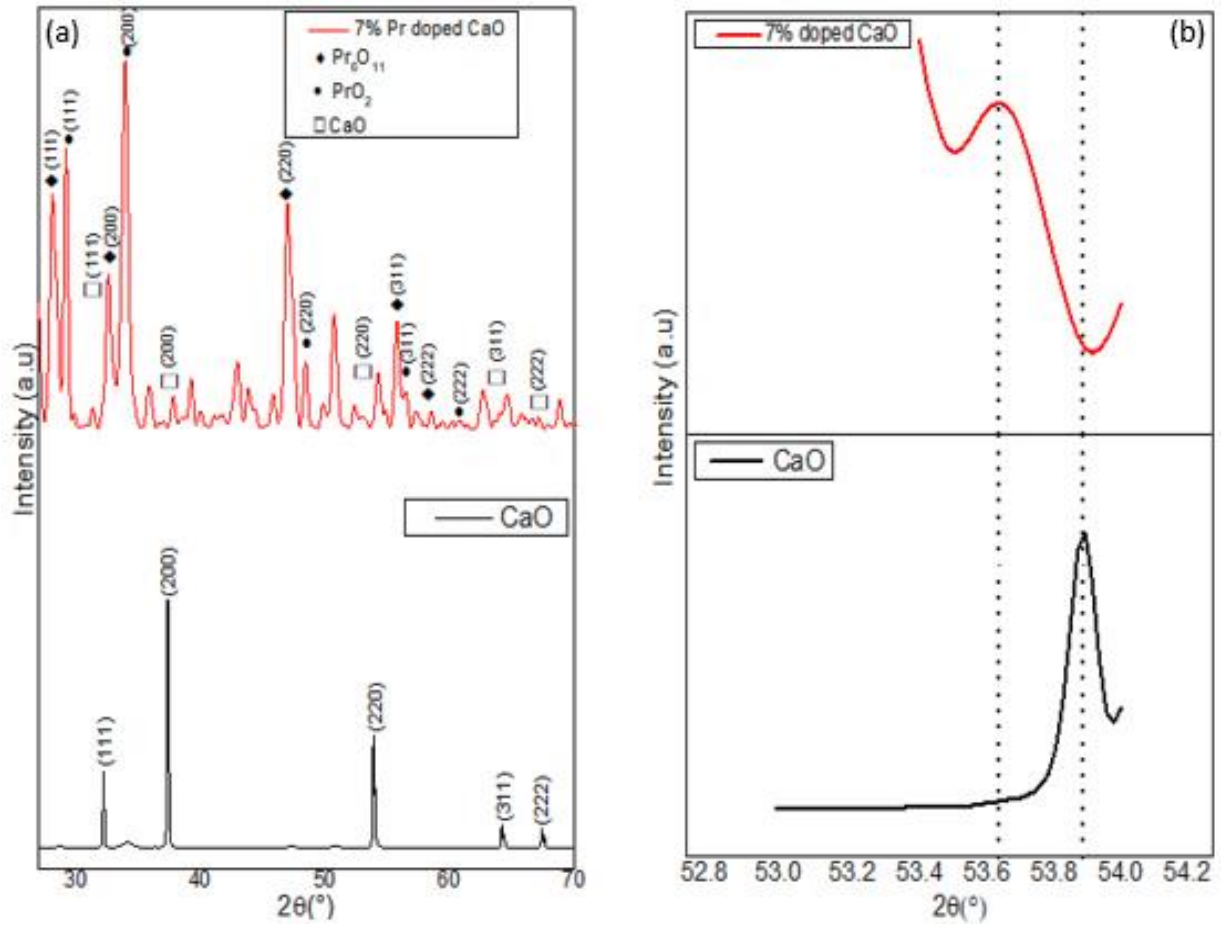 (a)
7% Pr doped CaO
Pr6O11
PrO2
CaO
(111)
(111)
(111)
(200)
(200)
(200)
(220)
(220)
(220)
(311)
(311)
(222)
(222)
(311)
(222)
CaO
(111)
(200)
(220)
(311)
(222)
Intensity (a.u
30 40 50 60 70
2θ(°)
(b)
7% doped CaO
CaO
Intensity (a.u)
52.8 53.0 53.2 53.4 53.6 53.8 54.0 54.2
2θ(°)